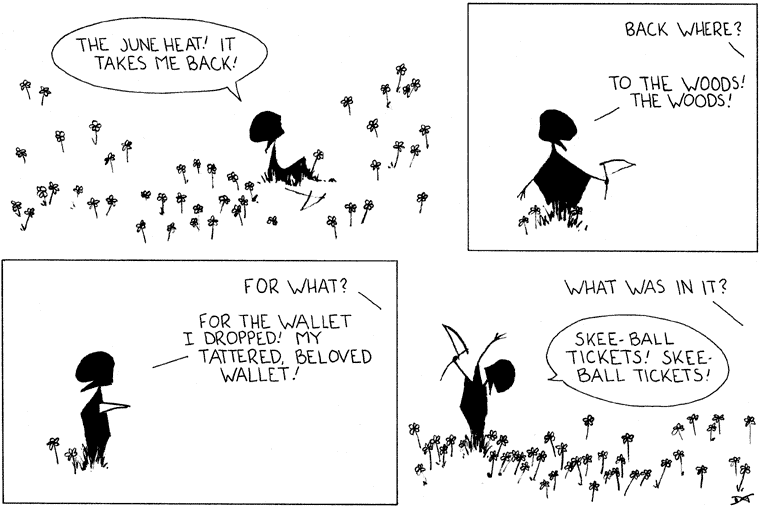 THE JUNE HEAT! IT
TAKES ME BACK!
BACK WHERE?
TO THE WOODS!
THE WOODS!
FOR WHAT?
FOR THE WALLET
I DROPPED! MY
TATTERED, BELOVED
WALLET!
WHAT WAS IN IT?
SKEE-BALL
TICKETS! SKEE-
BALL TICKETS!